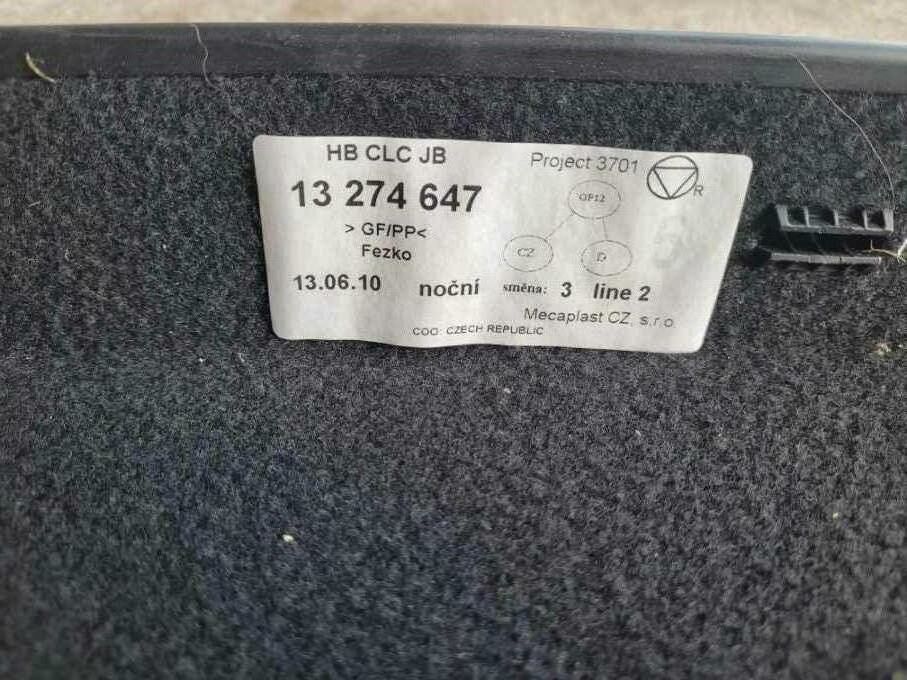 HB CLC JB
Project 3701
R
13 274 647
GF12
> GF/PP<
CZ
D
Fezko
13.06.10 noční směna: 3 line 2
Mecaplast CZ, s.r.o.
COO: CZECH REPUBLIC